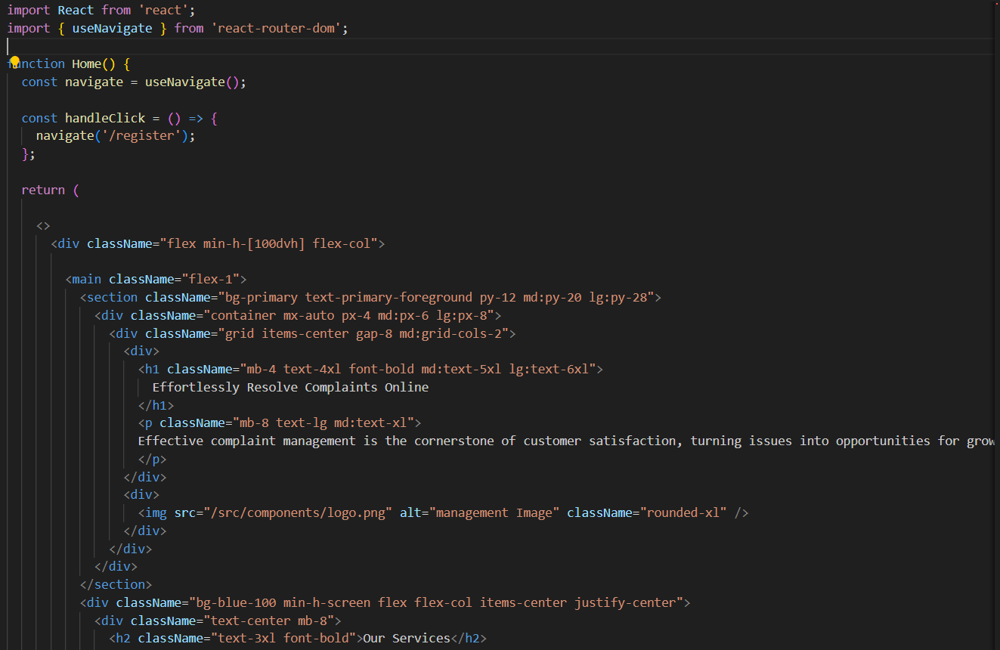 import React from 'react';
import { useNavigate } from 'react-router-dom';
function Home() {
const navigate = useNavigate();
const handleClick = () => {
navigate('/register');
};
return (
<>
<div className="flex min-h-[100dvh] flex-col">
<main className="flex-1">
<section className="bg-primary text-primary-foreground py-12 md:py-20 lg:py-28">
<div className="container mx-auto px-4 md:px-6 lg:px-8">
<div className="grid items-center gap-8 md:grid-cols-2">
<div>
<h1 className="mb-4 text-4xl font-bold md:text-5xl lg:text-6xl">
Effortlessly Resolve Complaints Online
</h1>
<p className="mb-8 text-lg md:text-xl">
Effective complaint management is the cornerstone of customer satisfaction, turning issues into opportunities for grow
</p>
</div>
<div>
<img src="/src/components/logo.png" alt="management Image" className="rounded-xl" />
</div>
</div>
</div>
</section>
<div className="bg-blue-100 min-h-screen flex flex-col items-center justify-center">
<div className="text-center mb-8">
<h2 className="text-3xl font-bold">Our Services</h2>